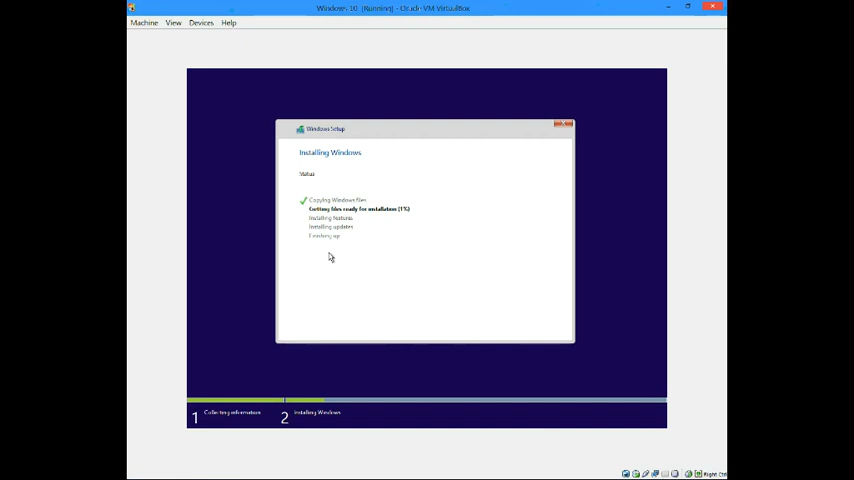 Windows 10 [Running] - Oracle VM VirtualBox
Machine View Devices Help
Windows Setup
Installing Windows
Status
Copying Windows files
Getting files ready for installation (1%)
Installing features
Installing updates
Finishing up
1 Collecting information 2 Installing Windows
Right Ctrl